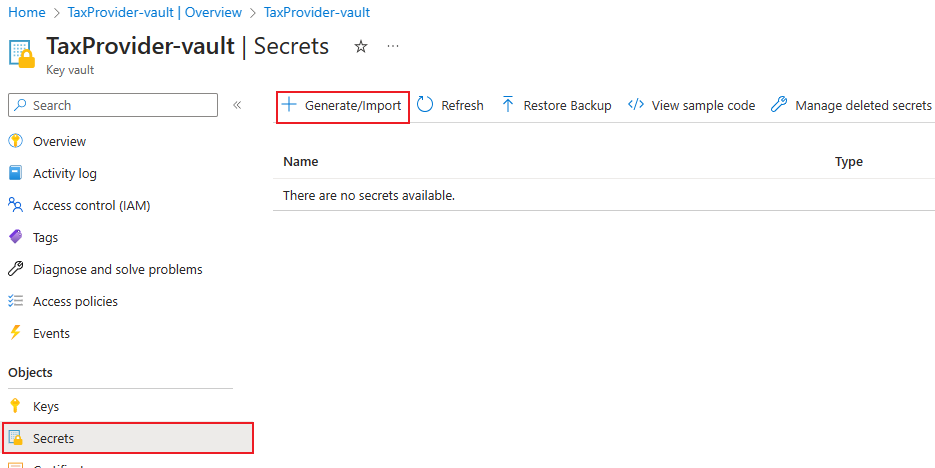 Home > TaxProvider-vault | Overview > TaxProvider-vault
TaxProvider-vault | Secrets ☆ ...
Key vault
Search «
+ Generate/Import Refresh Restore Backup </> View sample code Manage deleted secrets
Overview
Activity log
Access control (IAM)
Tags
Diagnose and solve problems
Access policies
Events
Objects
Keys
Secrets
Name Type
There are no secrets available.